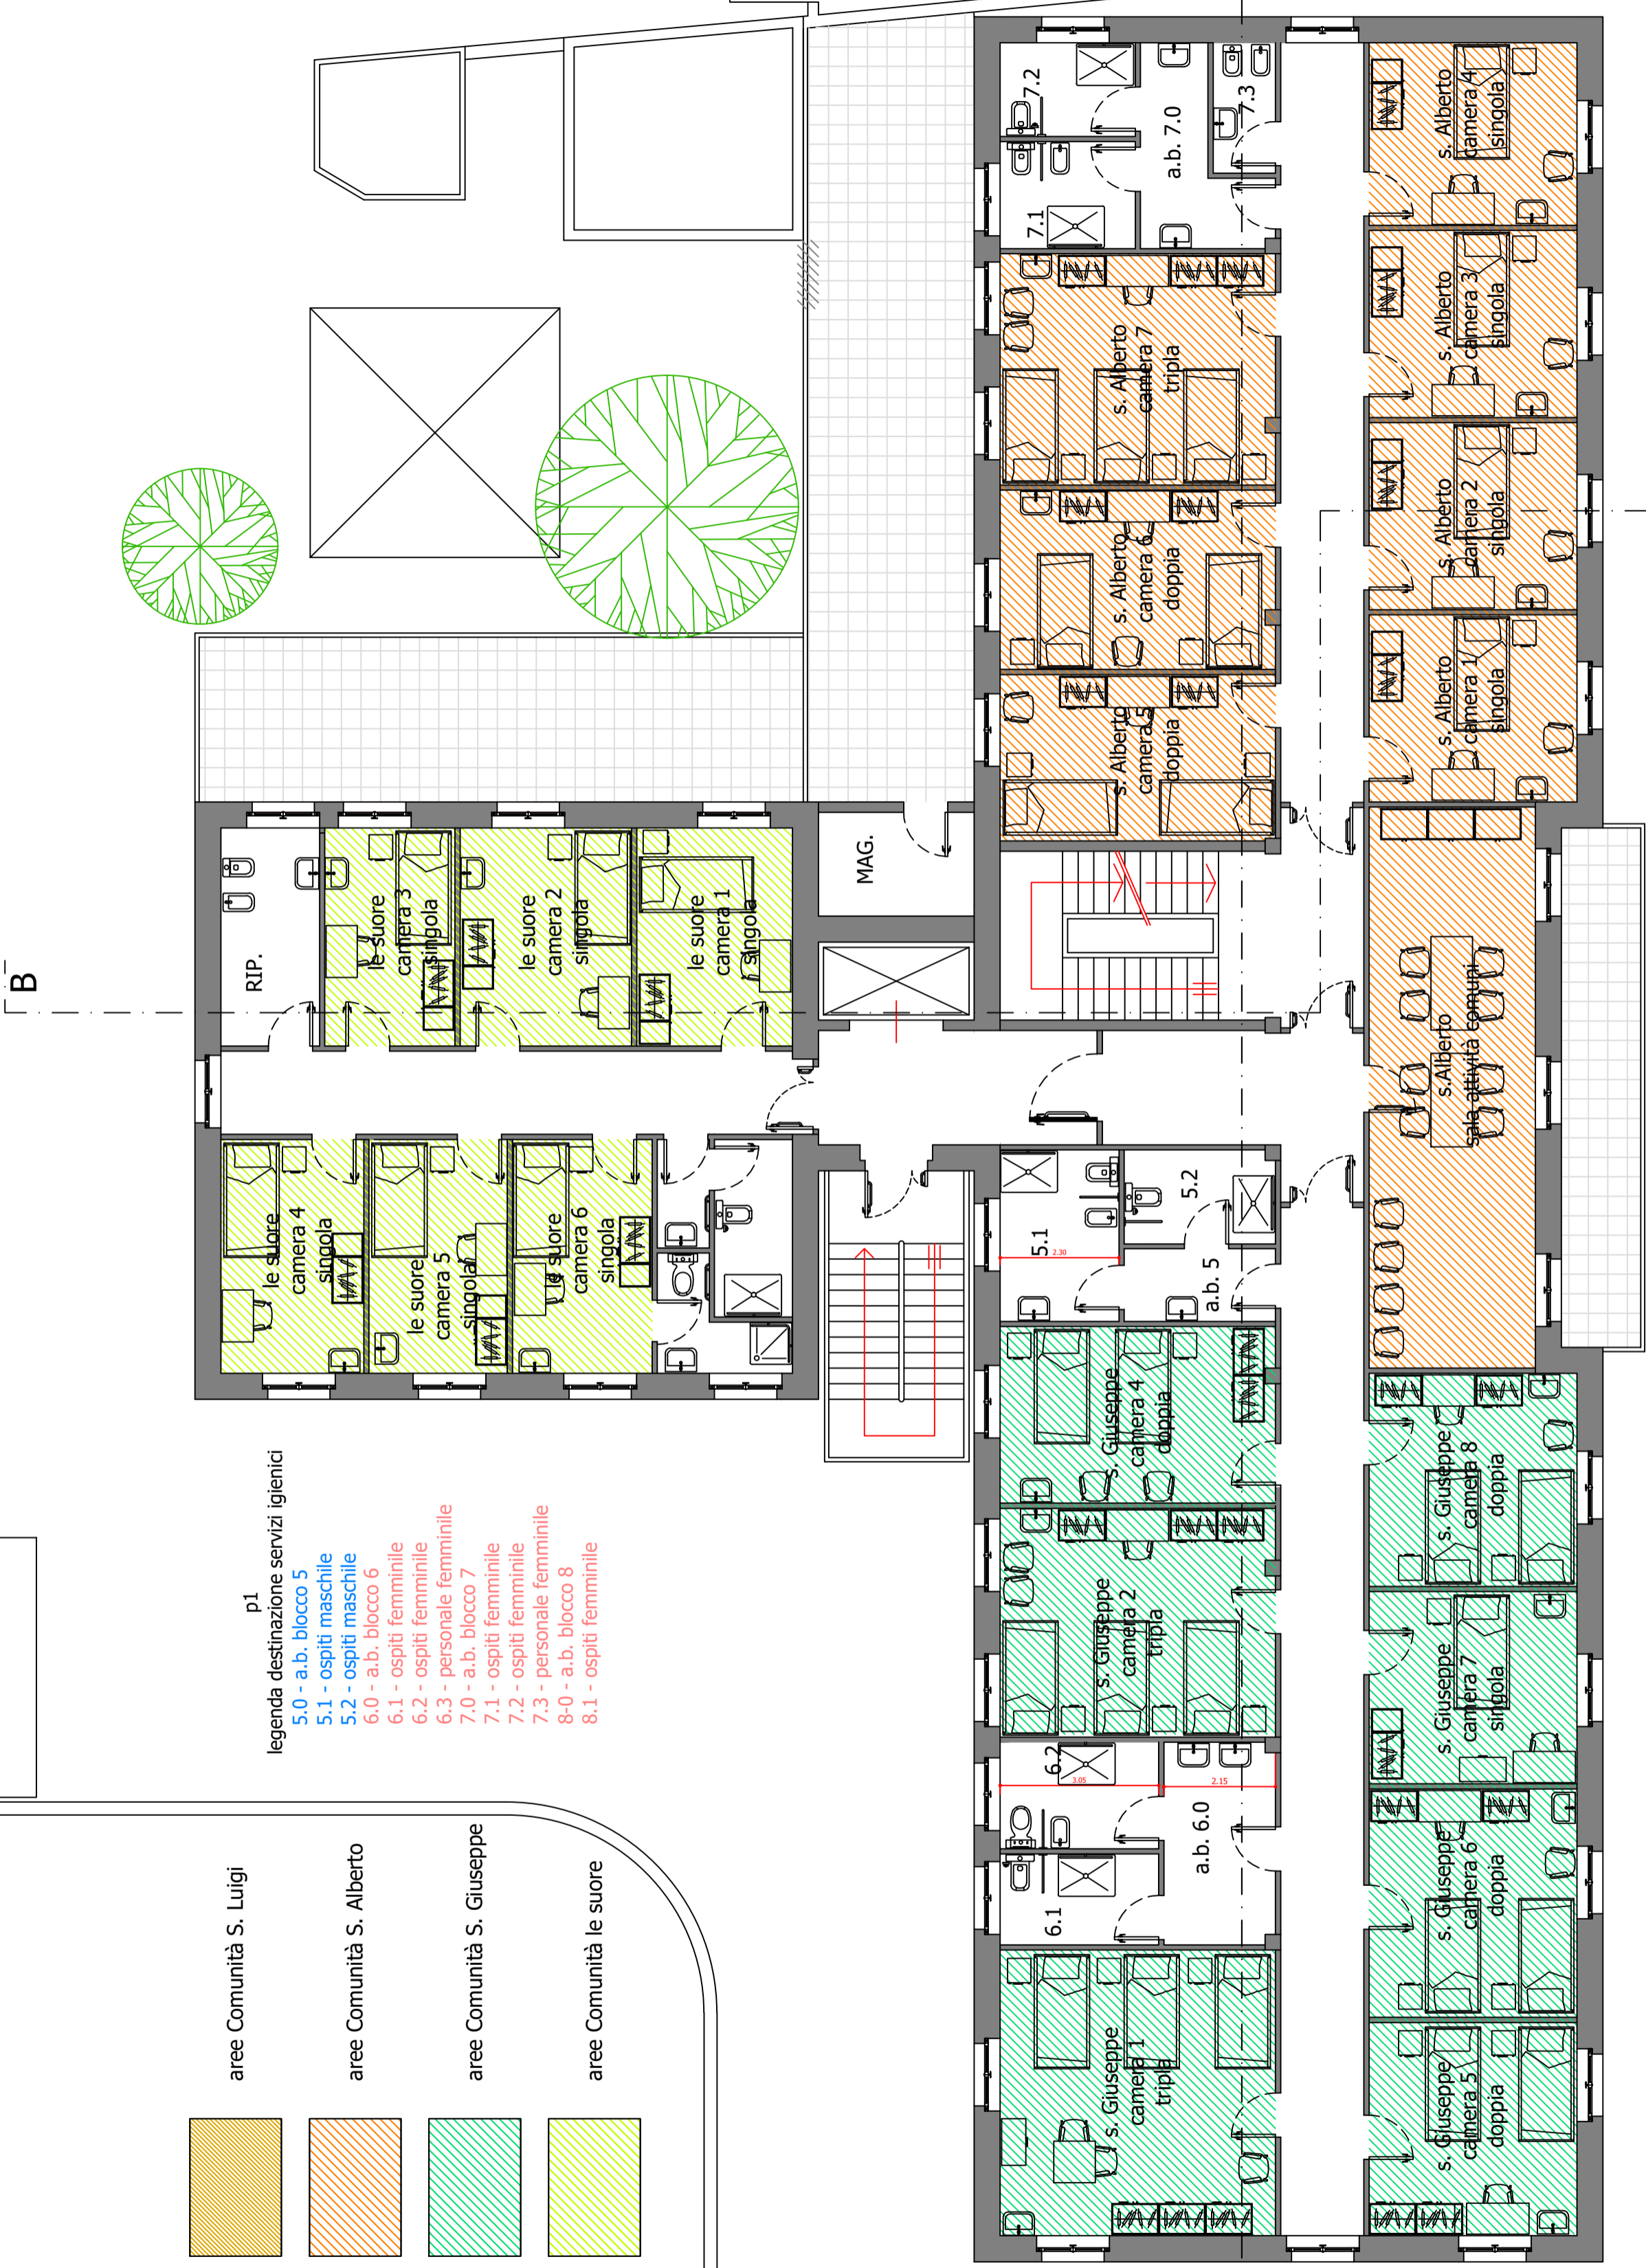 B
p1
legenda destinazione servizi igienici
5.0 - a.b. blocco 5
5.1 - ospiti maschile
5.2 - ospiti maschile
6.0 - a.b. blocco 6
6.1 - ospiti femminile
6.2 - ospiti femminile
6.3 - personale femminile
7.0 - a.b. blocco 7
7.1 - ospiti femminile
7.2 - ospiti femminile
7.3 - personale femminile
8-0 - a.b. blocco 8
8.1 - ospiti femminile
aree Comunità S. Luigi
aree Comunità S. Alberto
aree Comunità S. Giuseppe
aree Comunità le suore
RIP.
le suore
camera 3
singola
le suore
camera 2
singola
le suore
camera 1
singola
le suore
camera 4
singola
le suore
camera 5
singola
le suore
camera 6
singola
MAG.
7.2
7.1
a.b. 7.0
7.3
s. Alberto
camera 7
tripla
s. Alberto
camera 6
doppia
s. Alberto
camera 5
doppia
s. Alberto
camera 4
singola
s. Alberto
camera 3
singola
s. Alberto
camera 2
singola
s. Alberto
camera 1
singola
s.Alberto
sala attività comuni
5.1
2.30
5.2
a.b. 5
s. Giuseppe
camera 4
doppia
s. Giuseppe
camera 2
tripla
6.2
3.05
2.15
6.1
a.b. 6.0
s. Giuseppe
camera 1
tripla
s. Giuseppe
camera 8
doppia
s. Giuseppe
camera 7
singola
s. Giuseppe
camera 6
doppia
s. Giuseppe
camera 5
doppia